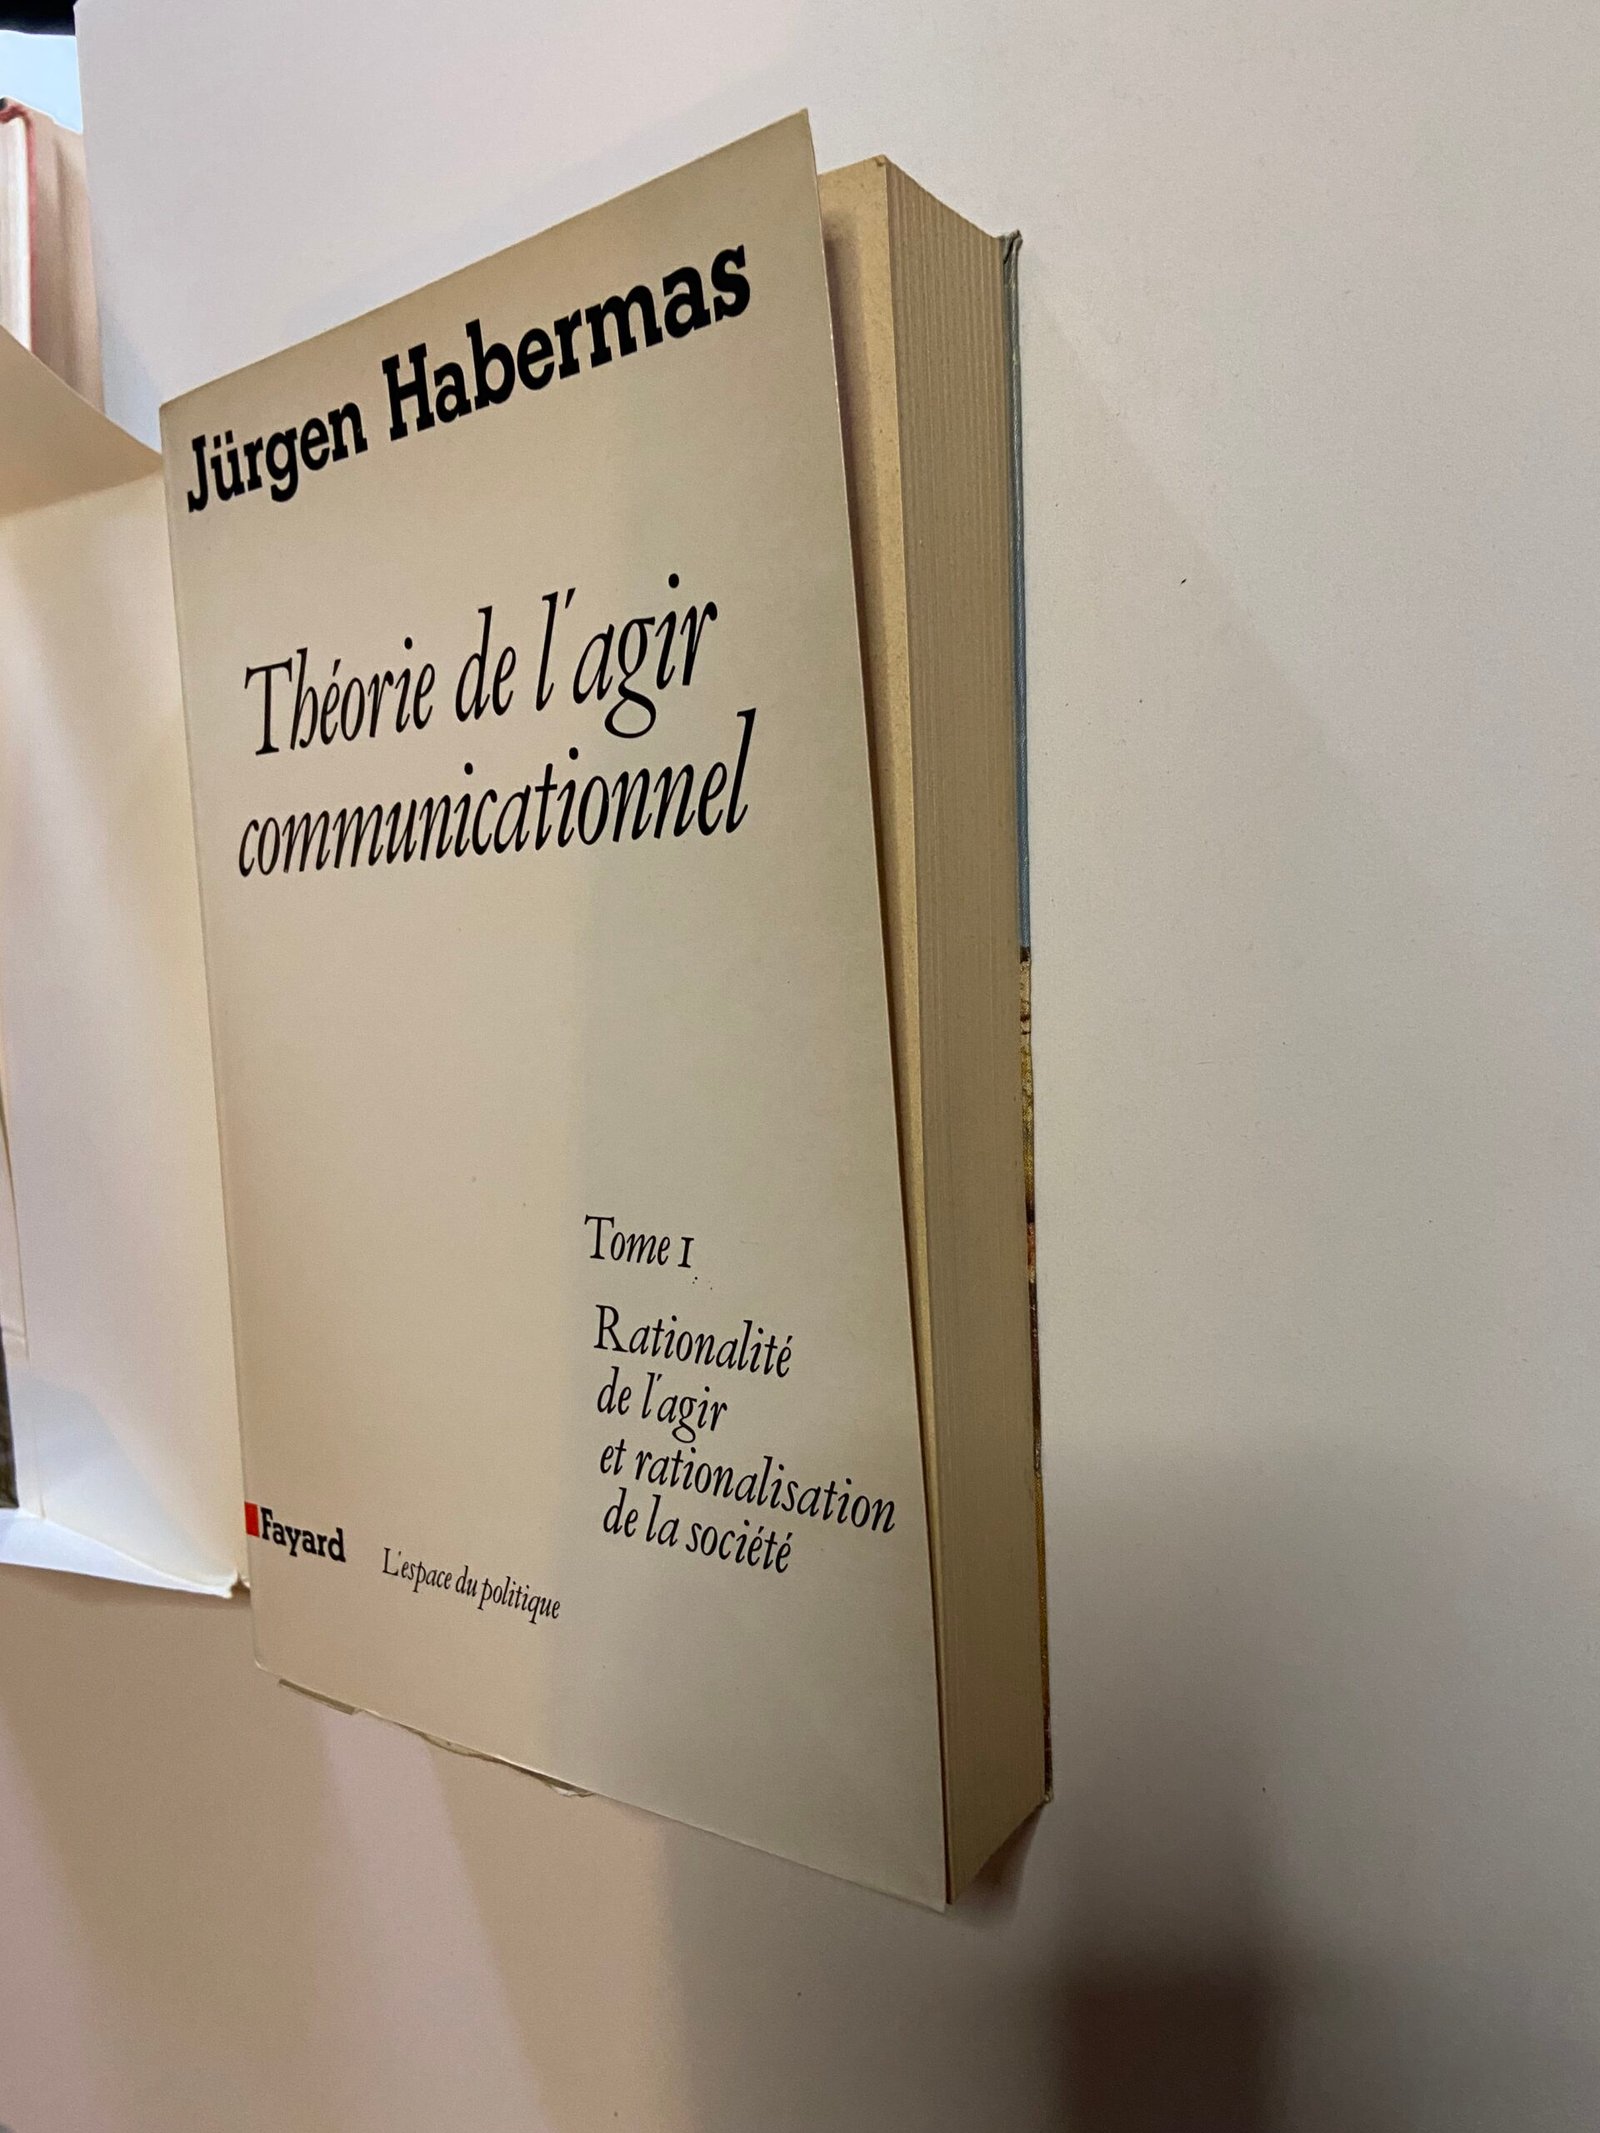 Jürgen Habermas
Théorie de l'agir
communicationnel
Tome 1
Rationalité
de l'agir
et rationalisation
de la société
Fayard
L'espace du politique